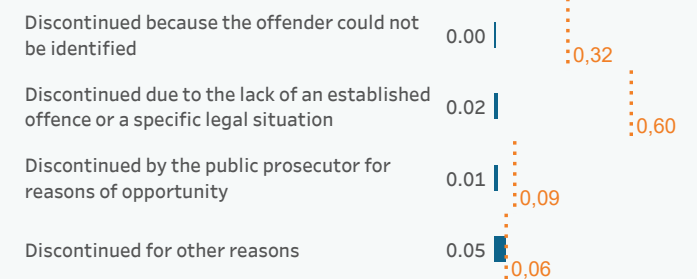 Discontinued because the offender could not
be identified
0.00
0,32
Discontinued due to the lack of an established
offence or a specific legal situation
0.02
0,60
Discontinued by the public prosecutor for
reasons of opportunity
0.01
0,09
Discontinued for other reasons
0.05
0,06